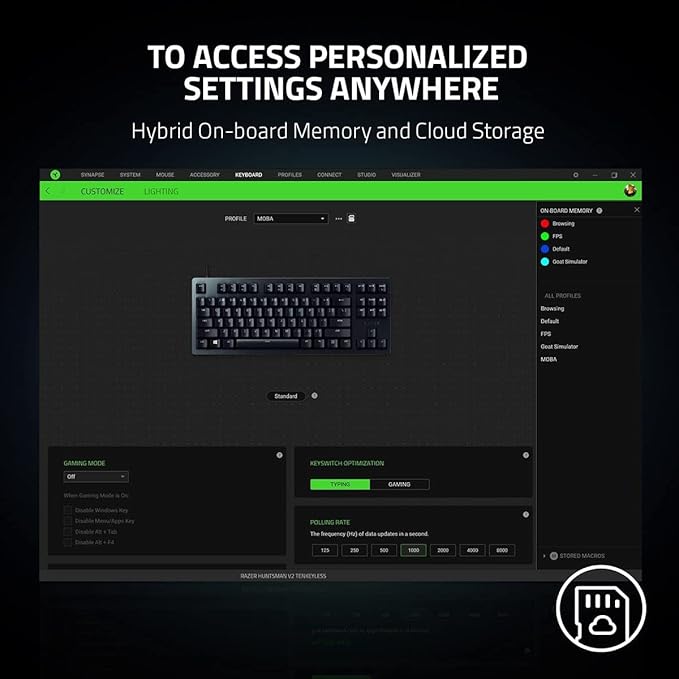 TO ACCESS PERSONALIZED
SETTINGS ANYWHERE
Hybrid On-board Memory and Cloud Storage
SYNAPSE SYSTEM MOUSE ACCESSORY KEYBOARD PROFILES CONNECT STUDIO VISUALIZER
CUSTOMIZE LIGHTING
PROFILE MOBA
ON-BOARD MEMORY
Browsing
FPS
Default
Goat Simulator
ALL PROFILES
Browsing
Default
FPS
Goat Simulator
MOBA
Standard
GAMING MODE
Off
When Gaming Mode is On:
Disable Windows Key
Disable Menu/Apps Key
Disable Alt + Tab
Disable Alt + F4
KEYSWITCH OPTIMIZATION
TYPING GAMING
POLLING RATE
The frequency (Hz) of data updates in a second.
125 250 500 1000 2000 4000 8000
STORED MACROS
RAZER HUNTSMAN V2 TENKEYLESS